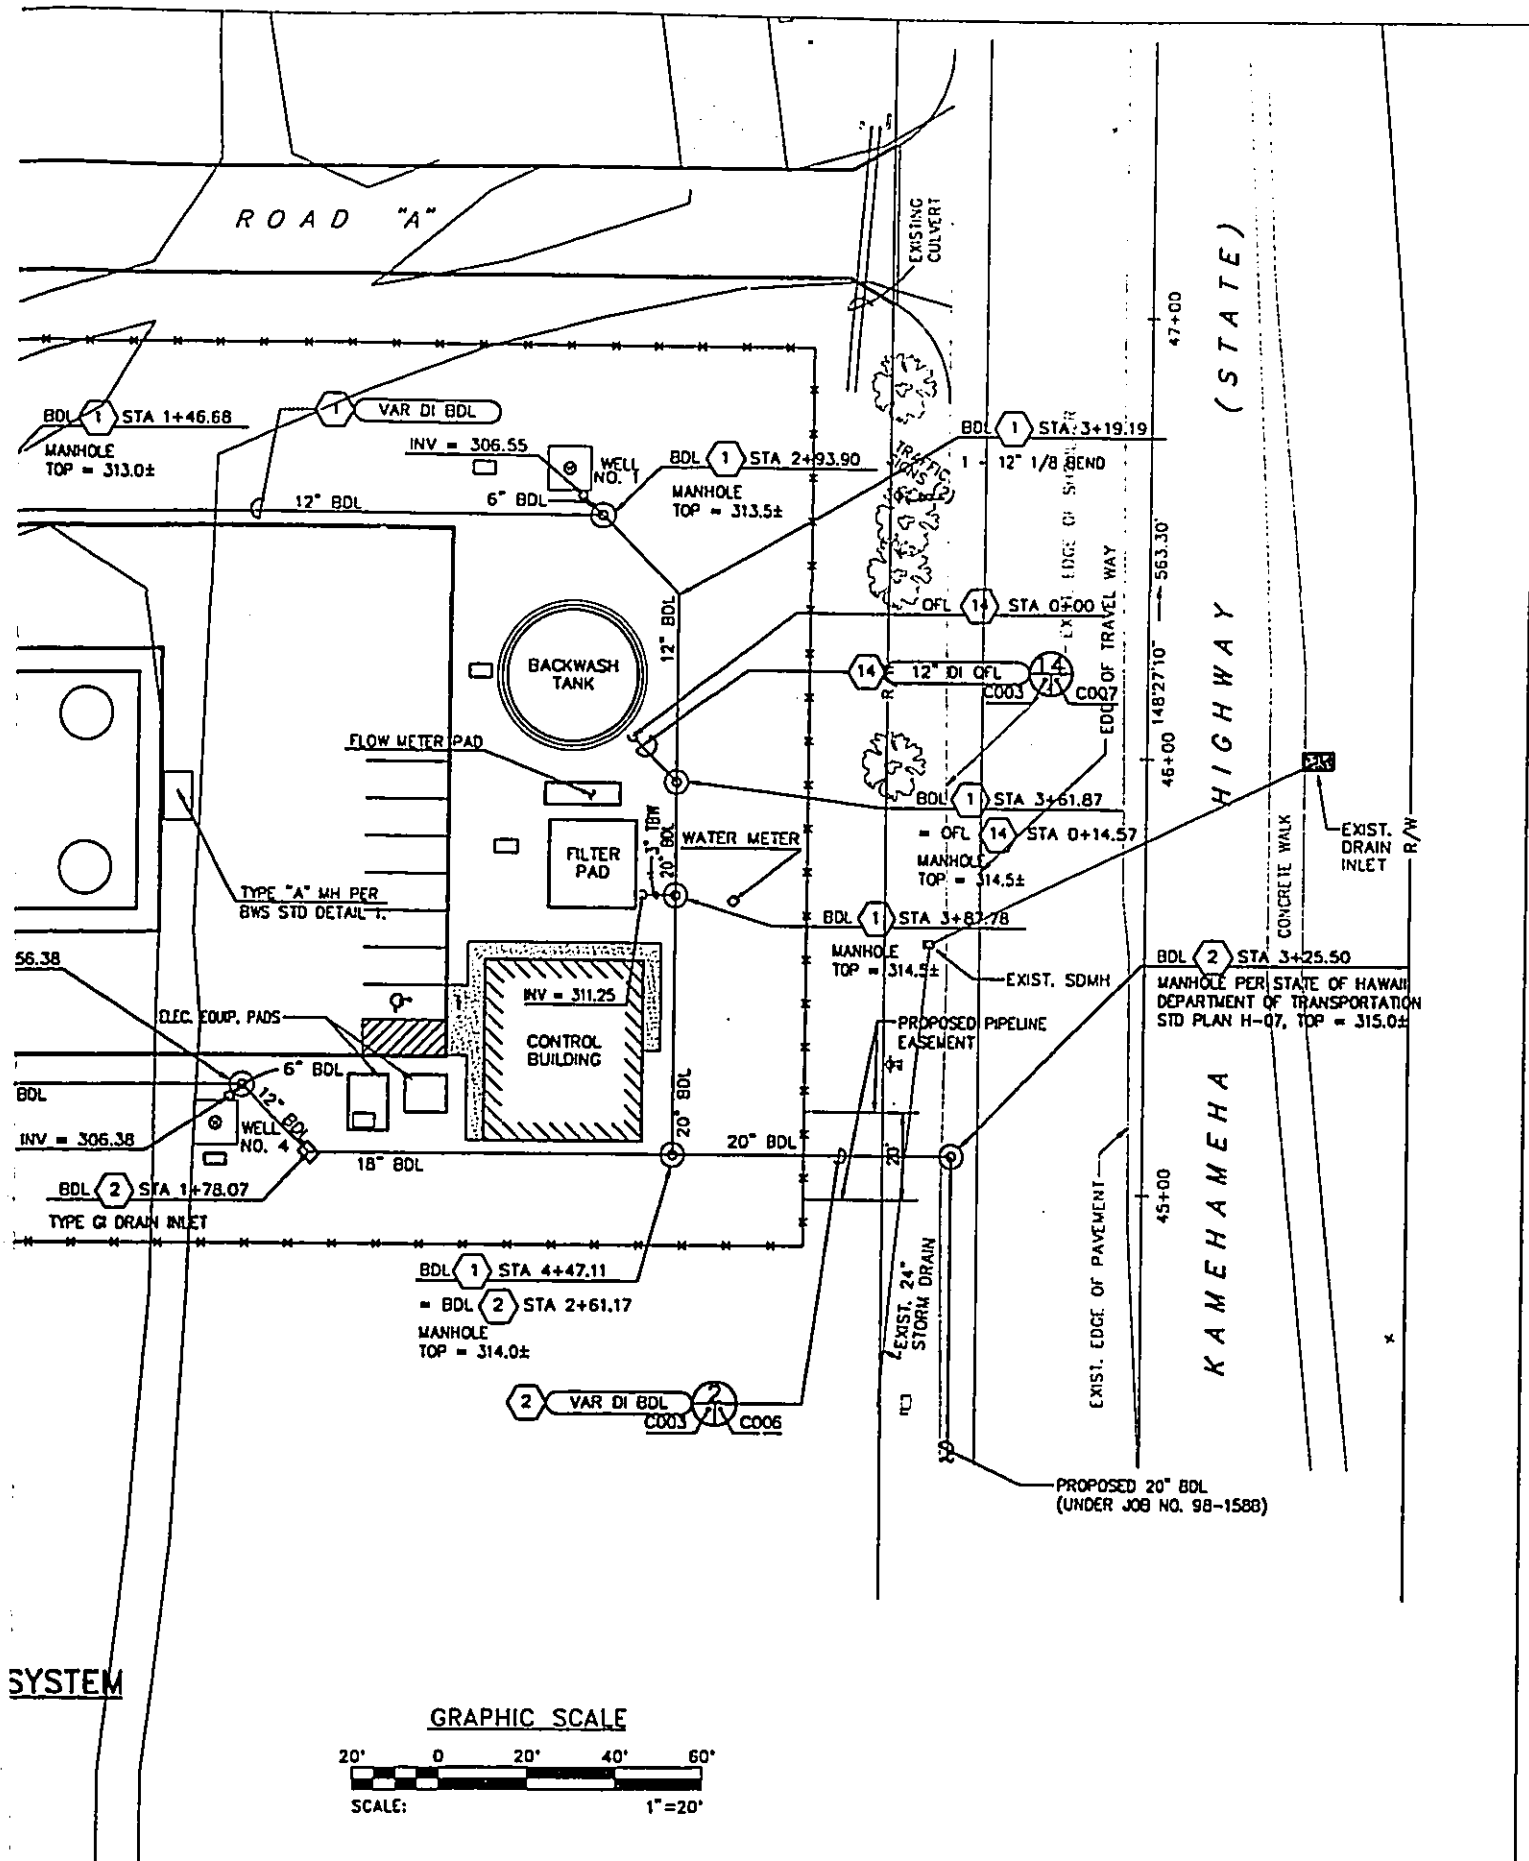 ROAD "A"
EXISTING
CULVERT
47+00
(STATE)
BDL 1 STA 1+46.68
MANHOLE
TOP = 313.0±
1 VAR DI BDL
INV = 306.55
WELL
NO. 1
BDL 1 STA 2+93.90
MANHOLE
TOP = 313.5±
BDL 1 STA 3+19.19
1 - 12" 1/8 BEND
TRAFFIC
SIGNS (2)
12" BDL
6" BDL
EXIST. EDGE OF SHOULDER
EDGE OF TRAVEL WAY
148°27'10" 563.30'
HIGHWAY
OFL 14 STA 0+00
12" BDL
BACKWASH
TANK
14 12" DI OFL
14
C003 C007
R
FLOW METER PAD
46+00
BDL 1 STA 3+61.87
= OFL 14 STA 0+14.57
MANHOLE
TOP = 314.5±
EXIST.
DRAIN
INLET
R/W
CONCRETE WALK
3" TBW
20" BDL
WATER METER
FILTER
PAD
TYPE "A" MH PER
BWS STD DETAIL 1.
BDL 1 STA 3+87.78
MANHOLE
TOP = 314.5±
EXIST. SDMH
BDL 2 STA 3+25.50
MANHOLE PER STATE OF HAWAII
DEPARTMENT OF TRANSPORTATION
STD PLAN H-07, TOP = 315.0±
56.38
INV = 311.25
ELEC. EQUIP. PADS
CONTROL
BUILDING
PROPOSED PIPELINE
EASEMENT
6" BDL
BDL
12" BDL
20" BDL
INV = 306.38
WELL
NO. 4
18" BDL
20" BDL
20'
KAMEHAMEHA
45+00
BDL 2 STA 1+78.07
TYPE GI DRAIN INLET
EXIST. EDGE OF PAVEMENT
BDL 1 STA 4+47.11
= BDL 2 STA 2+61.17
MANHOLE
TOP = 314.0±
EXIST. 24"
STORM DRAIN
2 VAR DI BDL
2
C003 C006
PROPOSED 20" BDL
(UNDER JOB NO. 98-158B)
SYSTEM
GRAPHIC SCALE
20' 0 20' 40' 60'
SCALE: 1"=20'